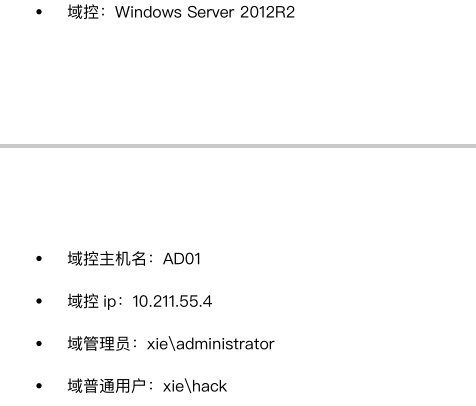 • 域控：Windows Server 2012R2
• 域控主机名：AD01
• 域控 ip：10.211.55.4
• 域管理员：xie\administrator
• 域普通用户：xie\hack